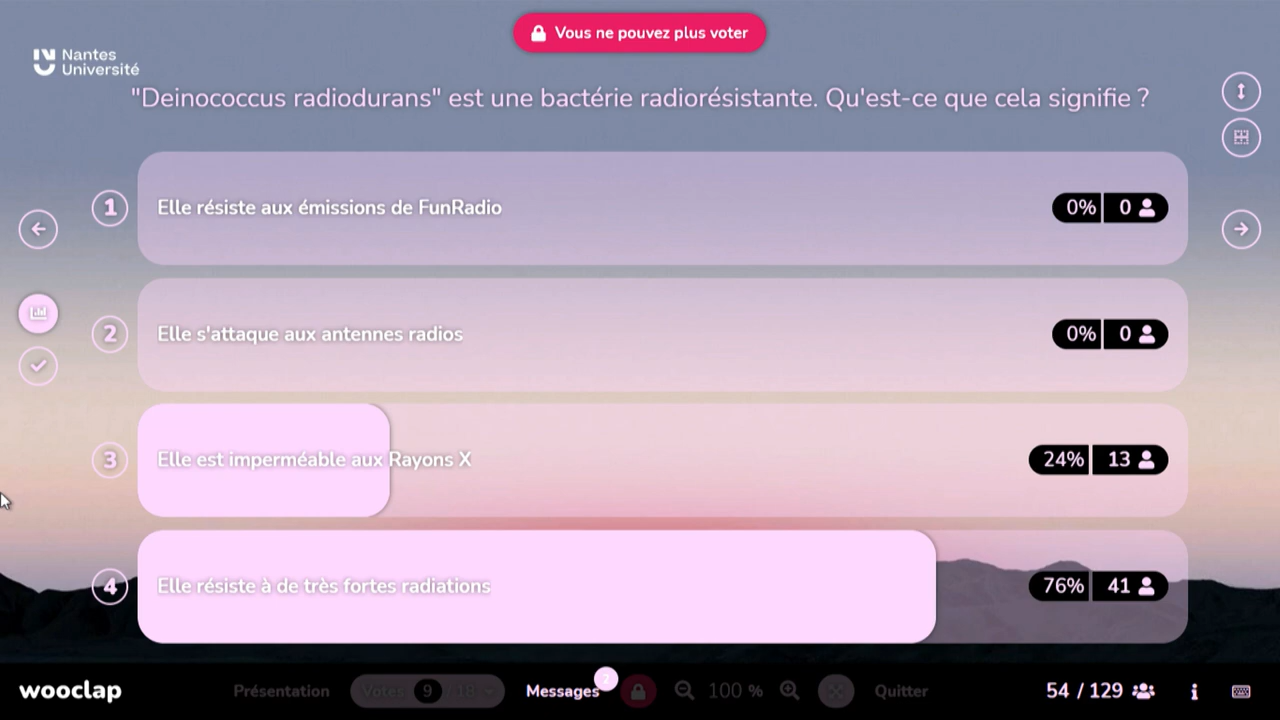 Vous ne pouvez plus voter
Nantes
Université
"Deinococcus radiodurans" est une bactérie radiorésistante. Qu'est-ce que cela signifie ?
1 Elle résiste aux émissions de FunRadio 0% 0
2 Elle s'attaque aux antennes radios 0% 0
3 Elle est imperméable aux Rayons X 24% 13
4 Elle résiste à de très fortes radiations 76% 41
wooclap Présentation Votes 9 / 18 Messages 2 100 % Quitter 54 / 129